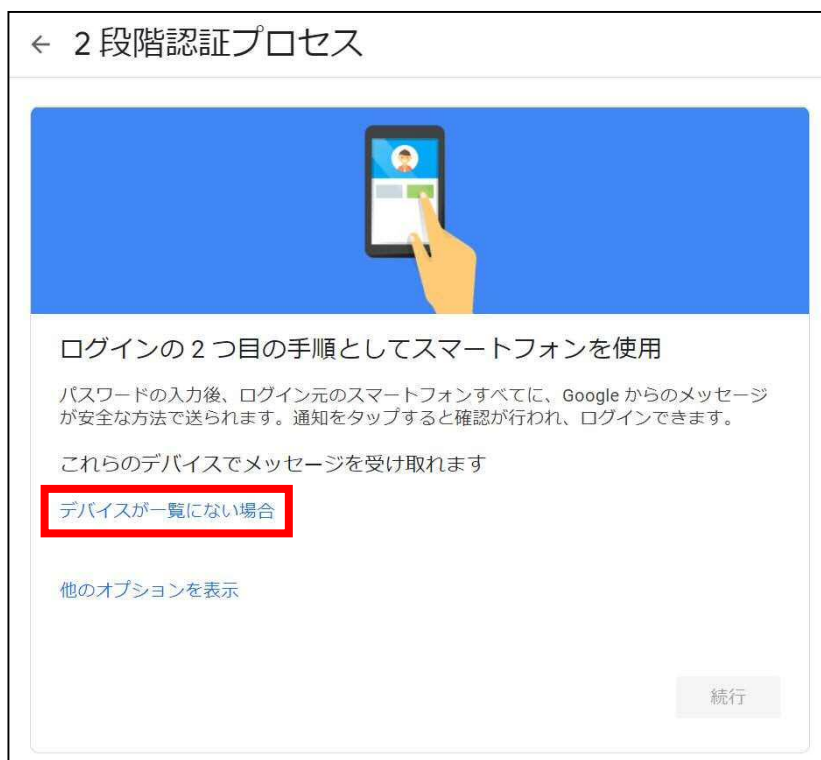 ← 2 段階認証プロセス
ログインの 2 つ目の手順としてスマートフォンを使用
パスワードの入力後、ログイン元のスマートフォンすべてに、Google からのメッセージ
が安全な方法で送られます。通知をタップすると確認が行われ、ログインできます。
これらのデバイスでメッセージを受け取れます
デバイスが一覧にない場合
他のオプションを表示
続行